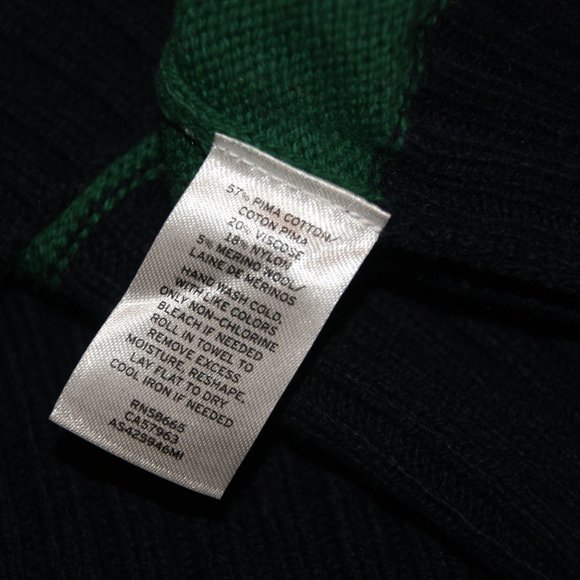 57% PIMA COTTON/
COTON PIMA
20% VISCOSE
18% NYLON
5% MERINO WOOL/
LAINE DE MERINOS
HAND WASH COLD,
WITH LIKE COLORS
ONLY NON-CHLORINE
BLEACH IF NEEDED
ROLL IN TOWEL TO
REMOVE EXCESS
MOISTURE, RESHAPE,
LAY FLAT TO DRY.
COOL IRON IF NEEDED
RN58665
CA57963
AS425946MI